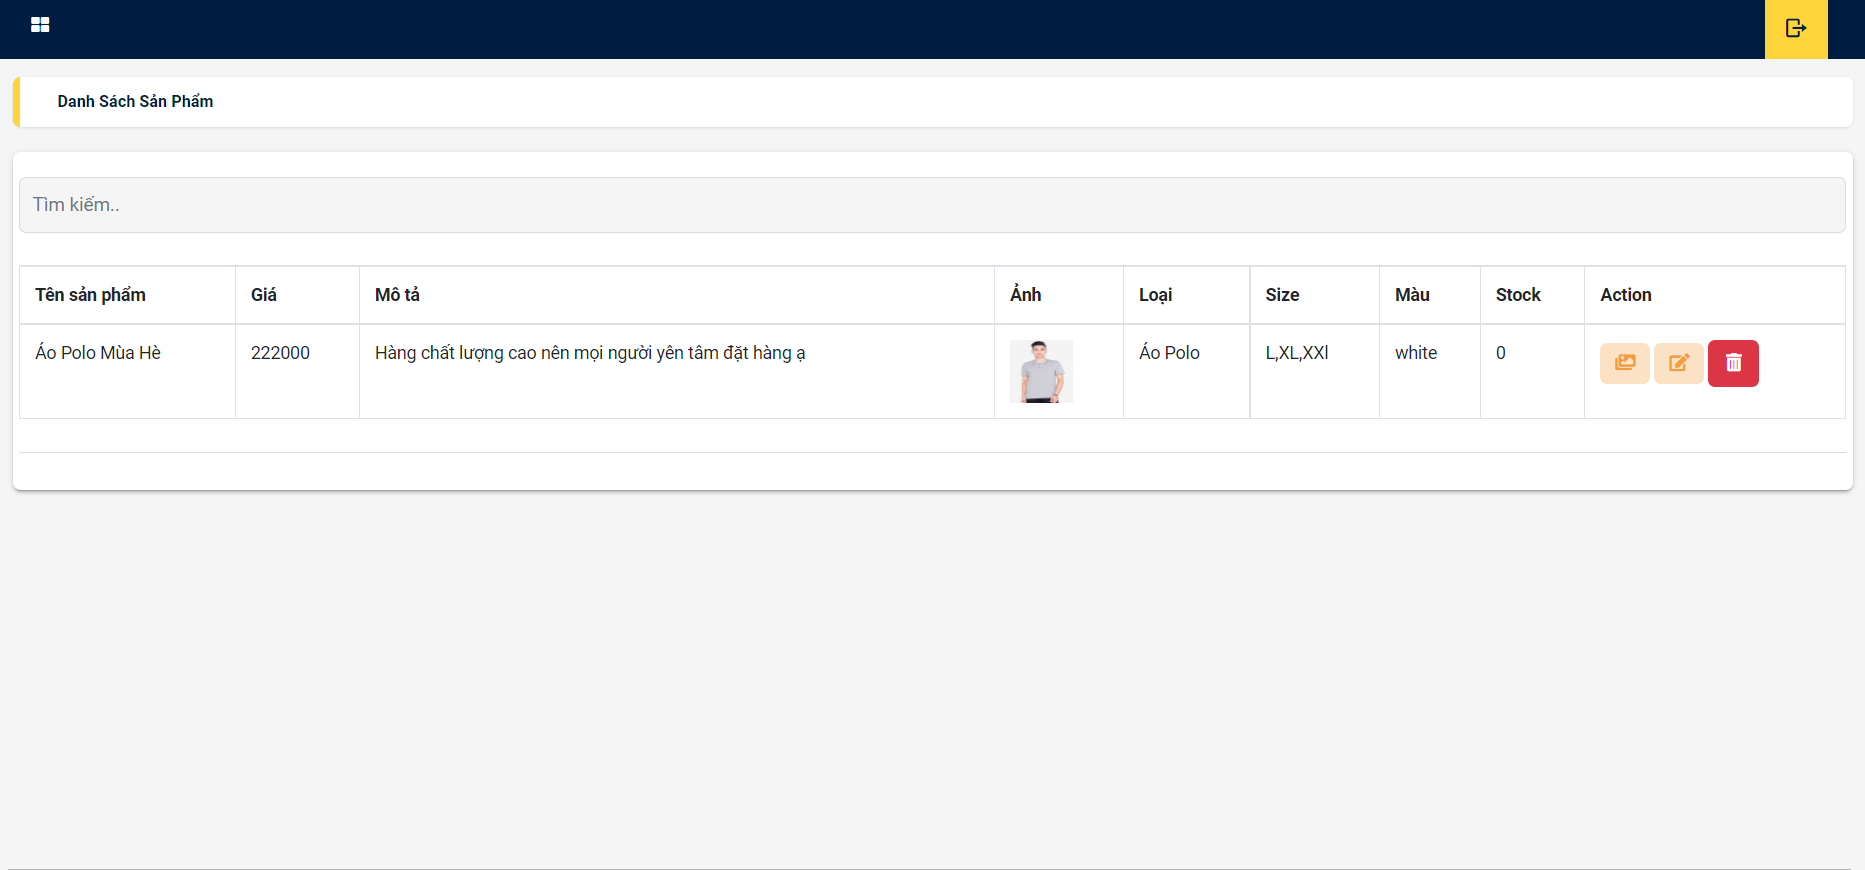 Danh Sách Sản Phẩm
Tìm kiếm..
Tên sản phẩm Giá Mô tả Ảnh Loại Size Màu Stock Action
Áo Polo Mùa Hè 222000 Hàng chất lượng cao nên mọi người yên tâm đặt hàng ạ Áo Polo L,XL,XXl white 0